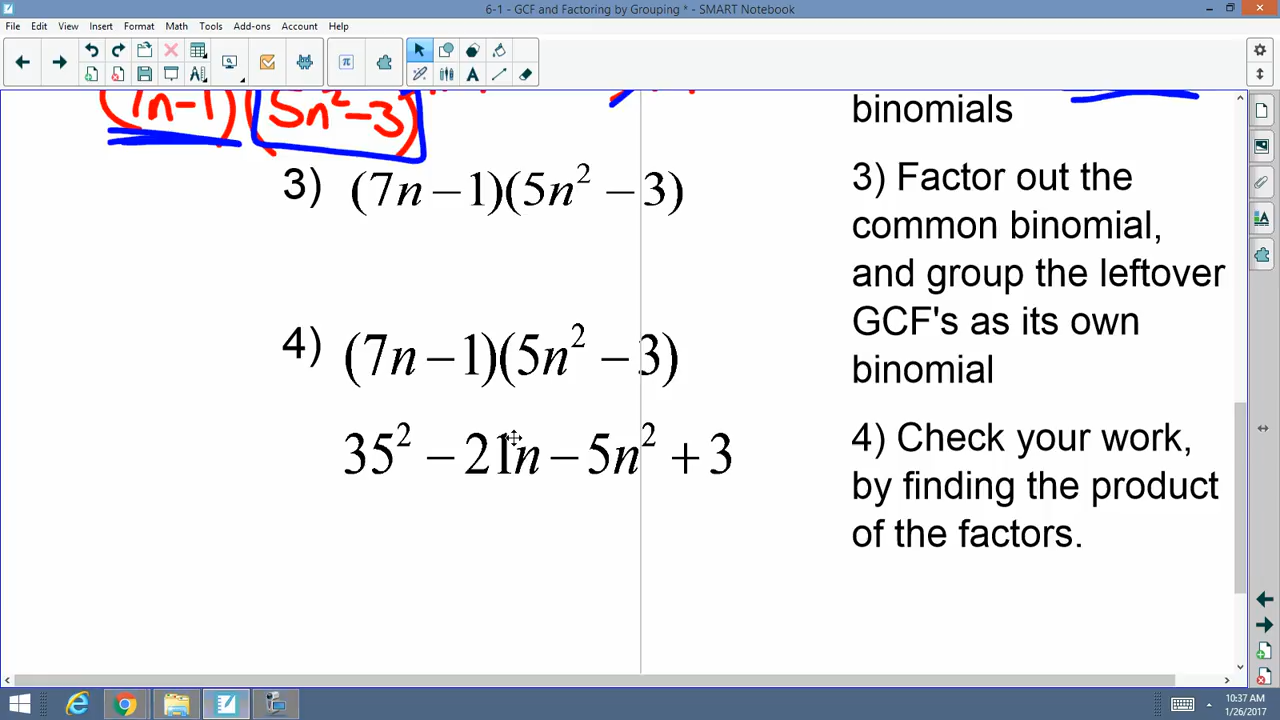 6-1 - GCF and Factoring by Grouping * - SMART Notebook
File Edit View Insert Format Math Tools Add-ons Account Help
(7n-1)(5n²-3)
binomials
3) (7n − 1)(5n² − 3)
3) Factor out the
common binomial,
and group the leftover
GCF's as its own
binomial
4) (7n − 1)(5n² − 3)
35² − 21n − 5n² + 3
4) Check your work,
by finding the product
of the factors.
10:37 AM
1/26/2017